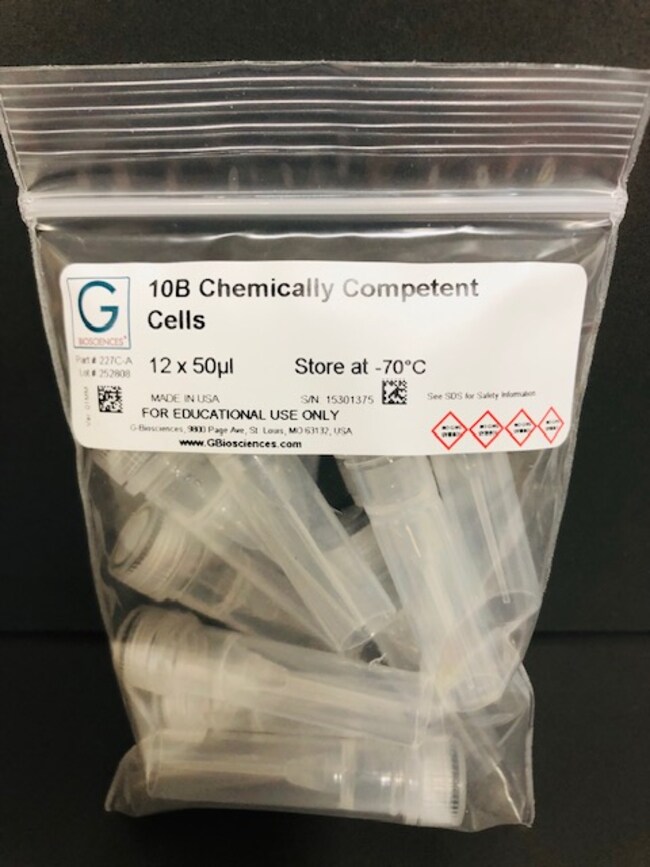 G
BIOSCIENCES
10B Chemically Competent
Cells
Part # 227C-A
Lot # 252808
12 x 50µl
Store at -70°C
MADE IN USA
S/N 15301375
See SDS for Safety Information
FOR EDUCATIONAL USE ONLY
G-Biosciences, 9800 Page Ave, St. Louis, MO 63132, USA
www.GBiosciences.com